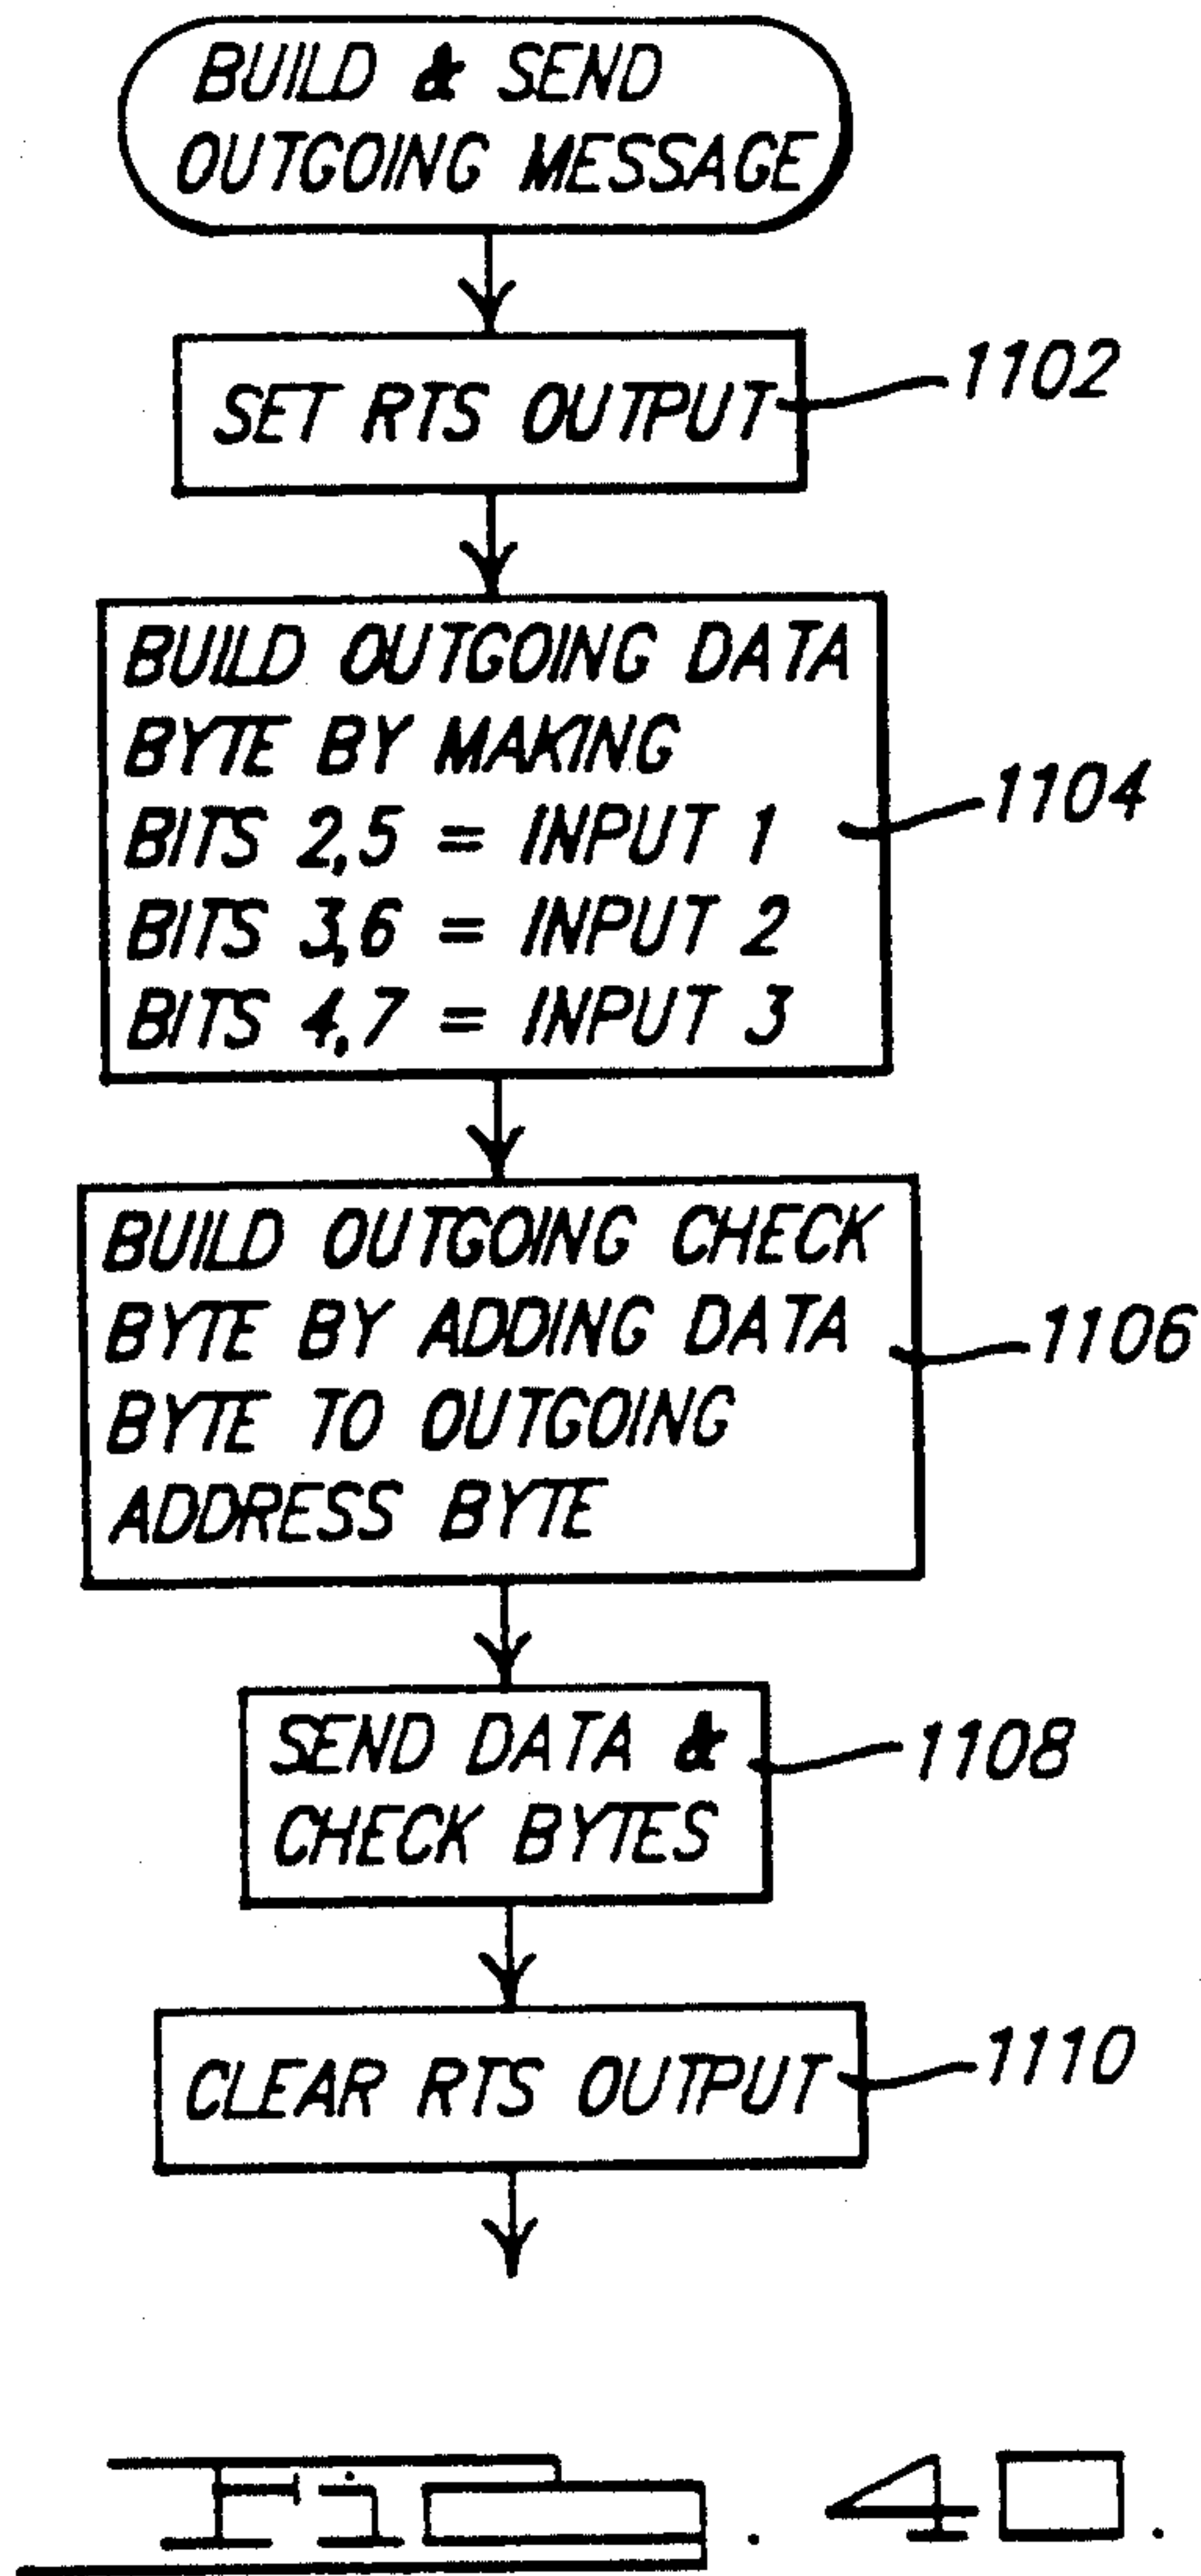 BUILD & SEND
OUTGOING MESSAGE
SET RTS OUTPUT
1102
BUILD OUTGOING DATA
BYTE BY MAKING
BITS 2,5 = INPUT 1
BITS 3,6 = INPUT 2
BITS 4,7 = INPUT 3
1104
BUILD OUTGOING CHECK
BYTE BY ADDING DATA
BYTE TO OUTGOING
ADDRESS BYTE
1106
SEND DATA &
CHECK BYTES
1108
CLEAR RTS OUTPUT
1110
Fig. 40.